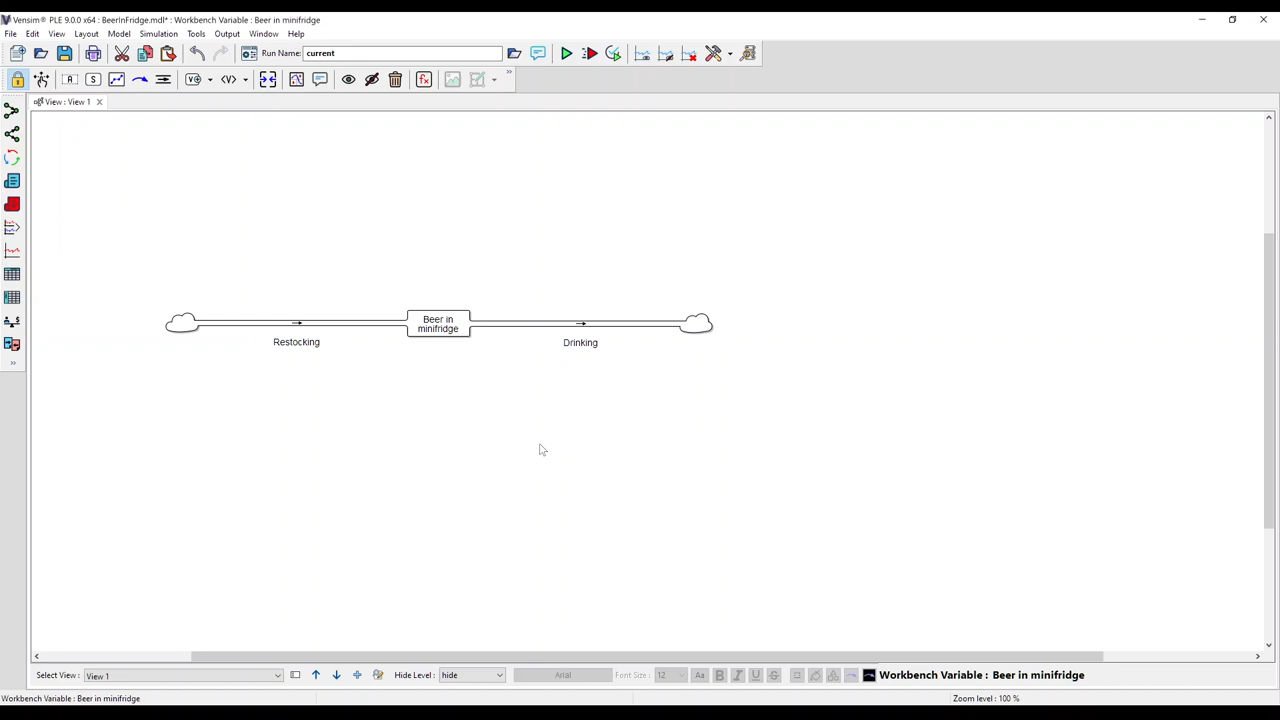 Vensim® PLE 9.0.0 x64 : BeerInFridge.mdl* : Workbench Variable : Beer in minifridge
File Edit View Layout Model Simulation Tools Output Window Help
Run Name: current
View : View 1
Beer in
minifridge
Restocking
Drinking
Select View : View 1 Hide Level : hide Arial Font Size : 12 Aa B I U S Workbench Variable : Beer in minifridge
Workbench Variable : Beer in minifridge Zoom level : 100 %